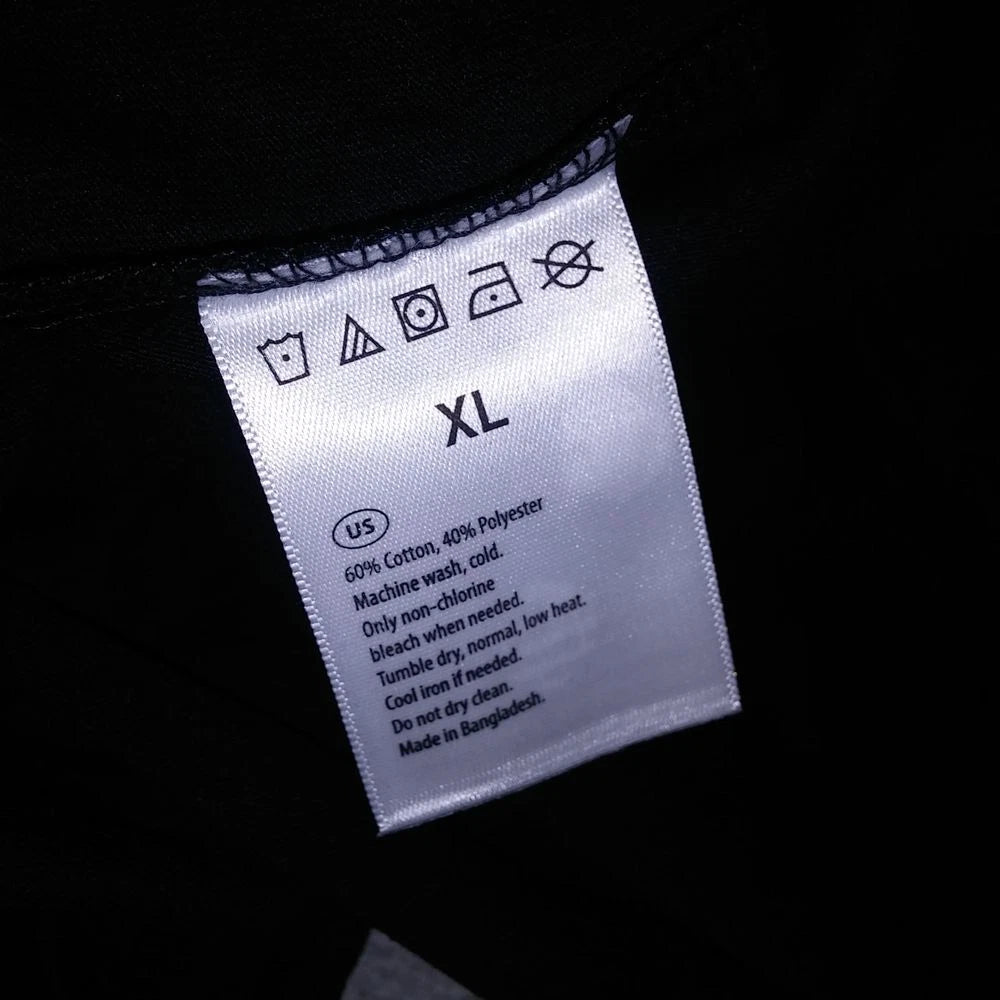 XL
US
60% Cotton, 40% Polyester
Machine wash, cold.
Only non-chlorine
bleach when needed.
Tumble dry, normal, low heat.
Cool iron if needed.
Do not dry clean.
Made in Bangladesh.